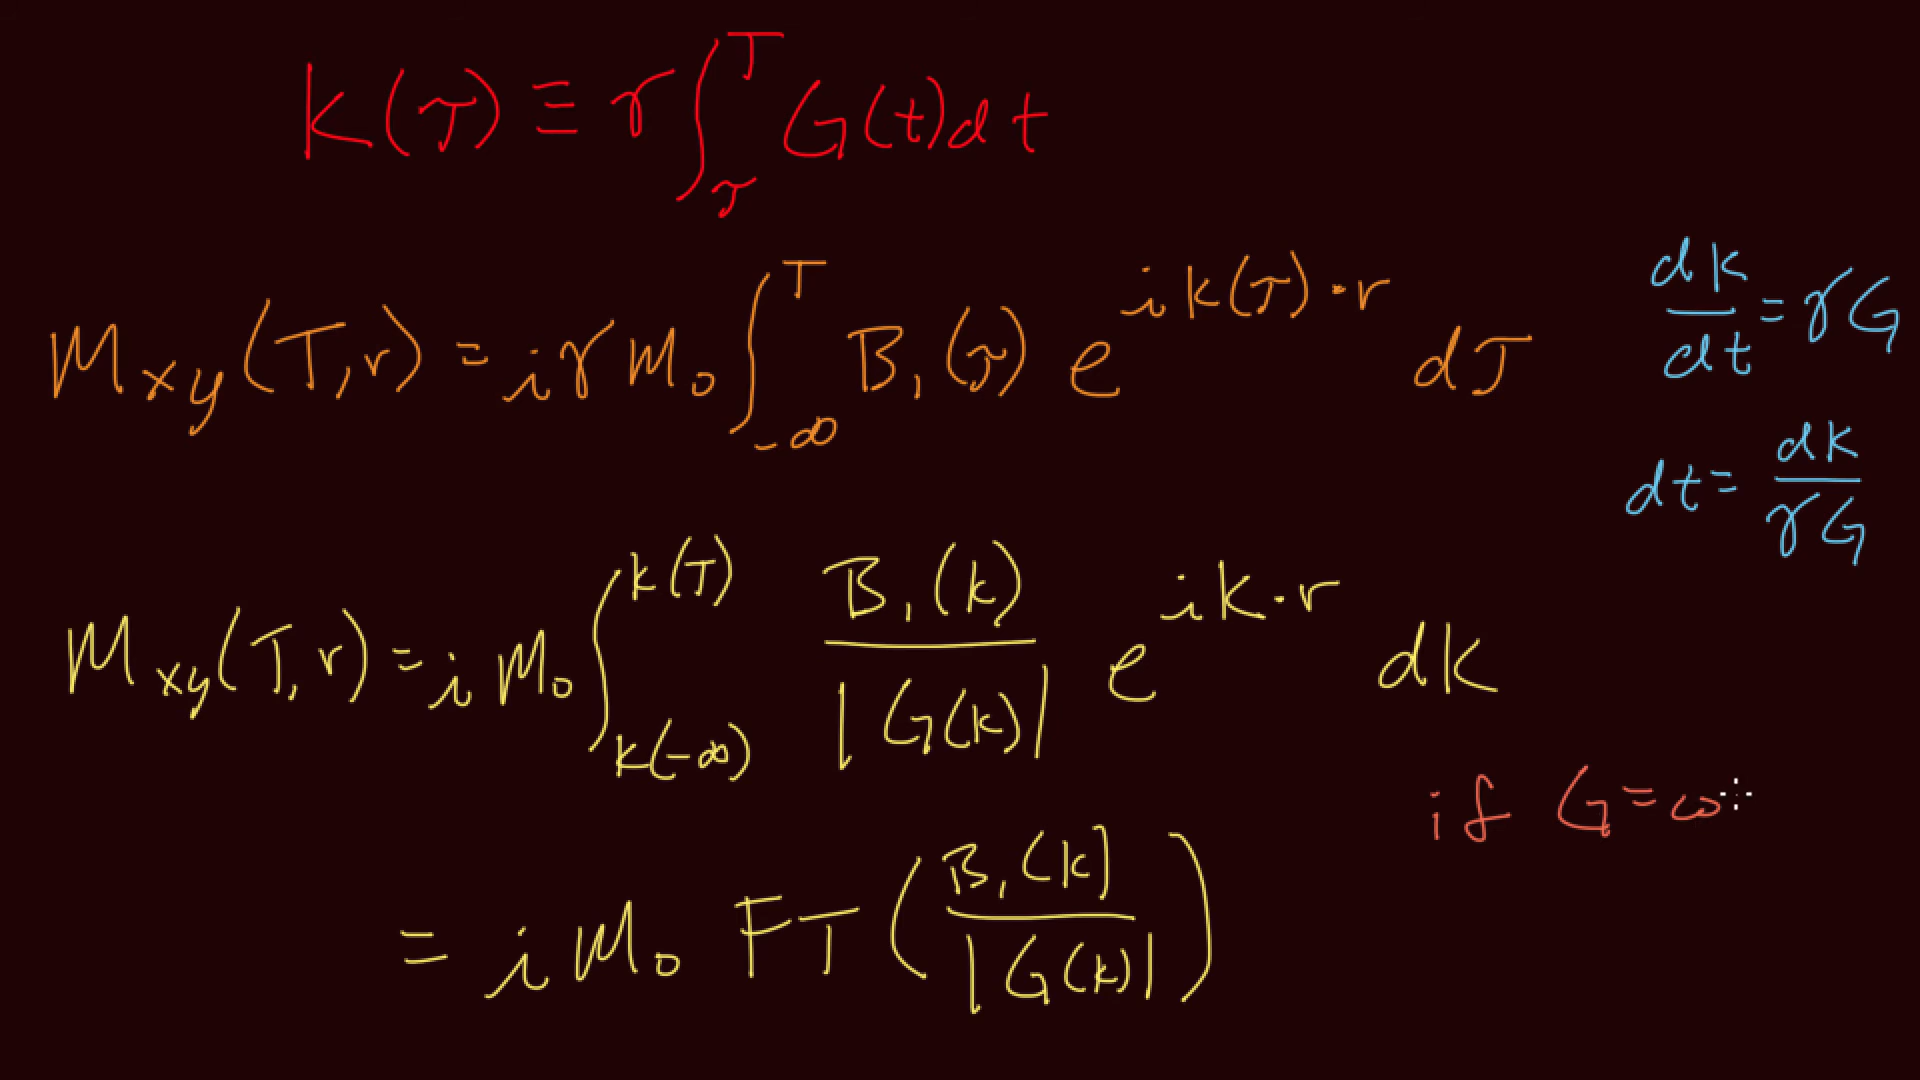 k(τ) ≡ γ∫_τ^T G(t)dt
M_xy(T,r) = iγM₀∫_{-∞}^T B₁(τ) e^{ik(τ)·r} dτ
dk/dt = γG
dt = dk/γG
M_xy(T,r) = iM₀∫_{k(-∞)}^{k(T)} B₁(k)/|G(k)| e^{ik·r} dk
if G = co
= iM₀ FT(B₁(k)/|G(k)|)